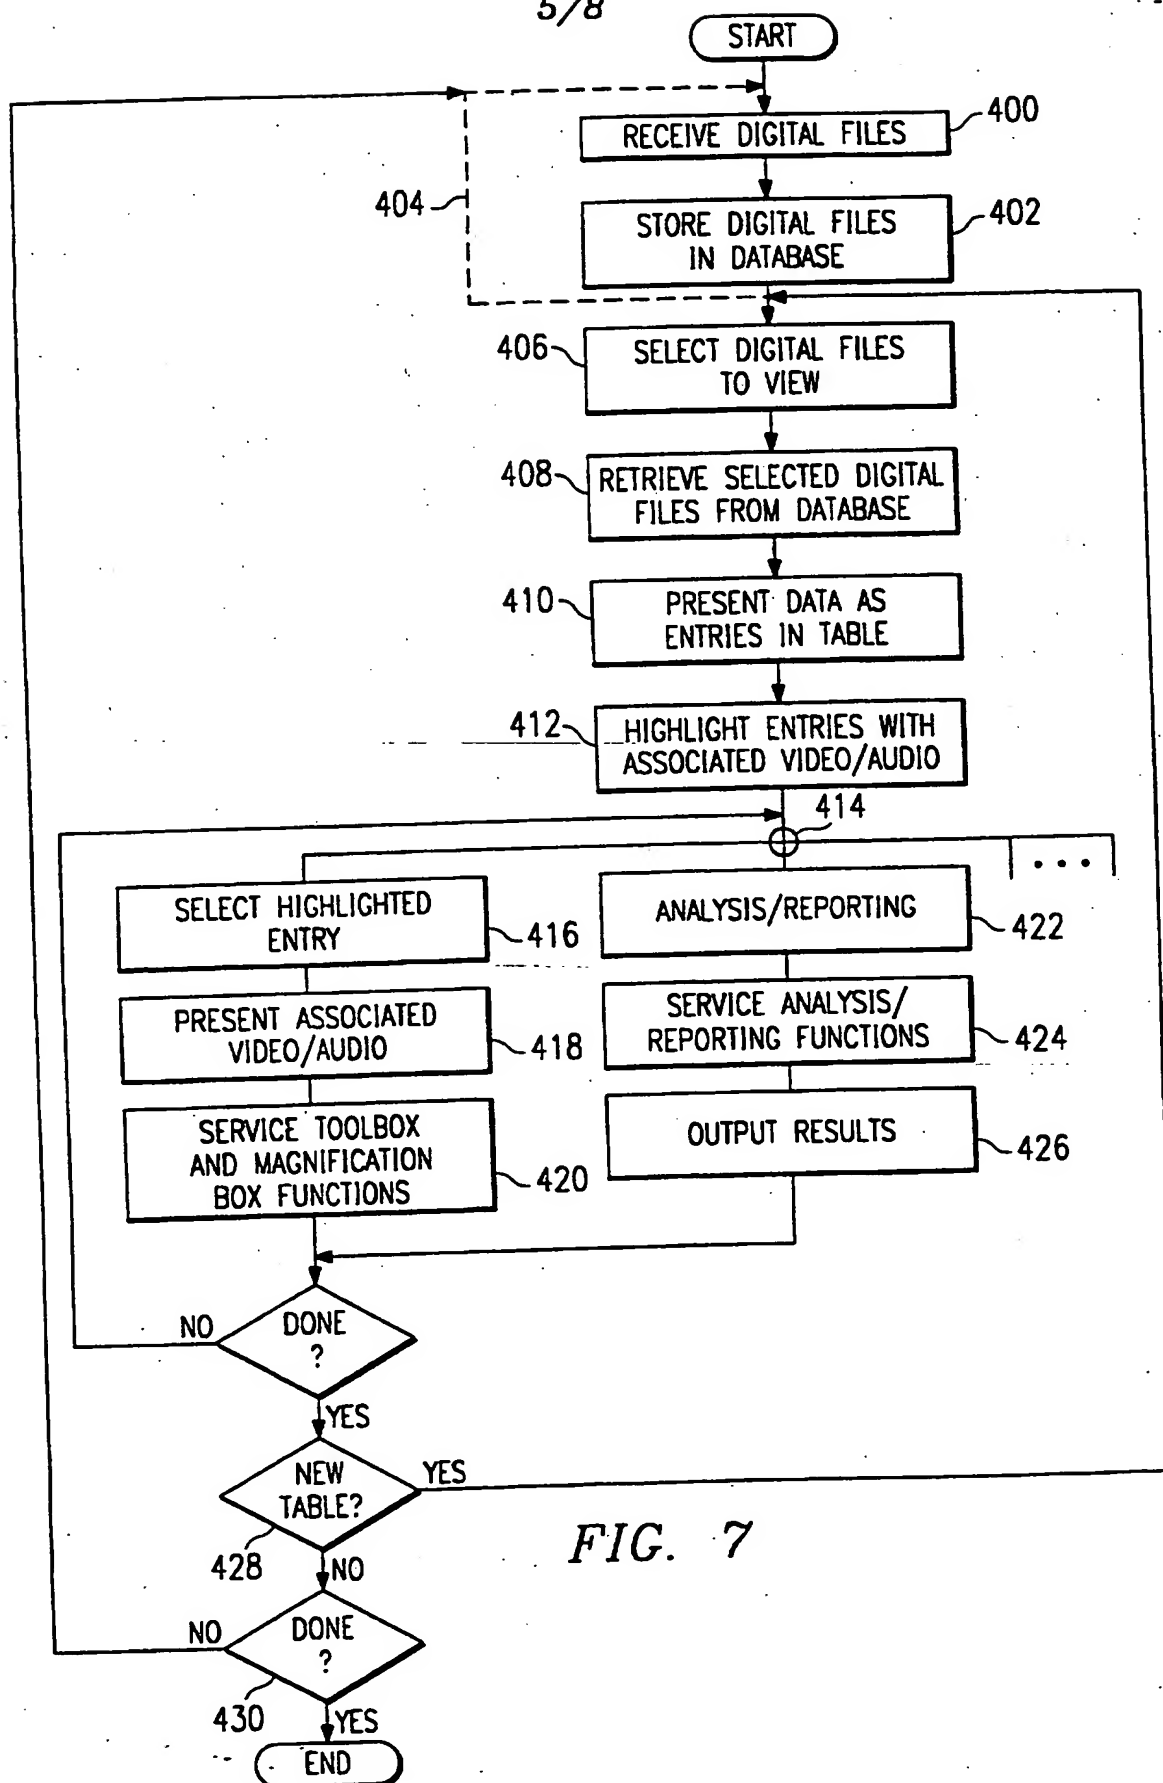 5/8
START
RECEIVE DIGITAL FILES
400
STORE DIGITAL FILES
IN DATABASE
402
404
SELECT DIGITAL FILES
TO VIEW
406
RETRIEVE SELECTED DIGITAL
FILES FROM DATABASE
408
PRESENT DATA AS
ENTRIES IN TABLE
410
HIGHLIGHT ENTRIES WITH
ASSOCIATED VIDEO/AUDIO
412
414
SELECT HIGHLIGHTED
ENTRY
416
ANALYSIS/REPORTING
422
• • •
PRESENT ASSOCIATED
VIDEO/AUDIO
418
SERVICE ANALYSIS/
REPORTING FUNCTIONS
424
SERVICE TOOLBOX
AND MAGNIFICATION
BOX FUNCTIONS
420
OUTPUT RESULTS
426
DONE
?
NO
YES
NEW
TABLE?
YES
428
NO
FIG. 7
DONE
?
NO
430
YES
END